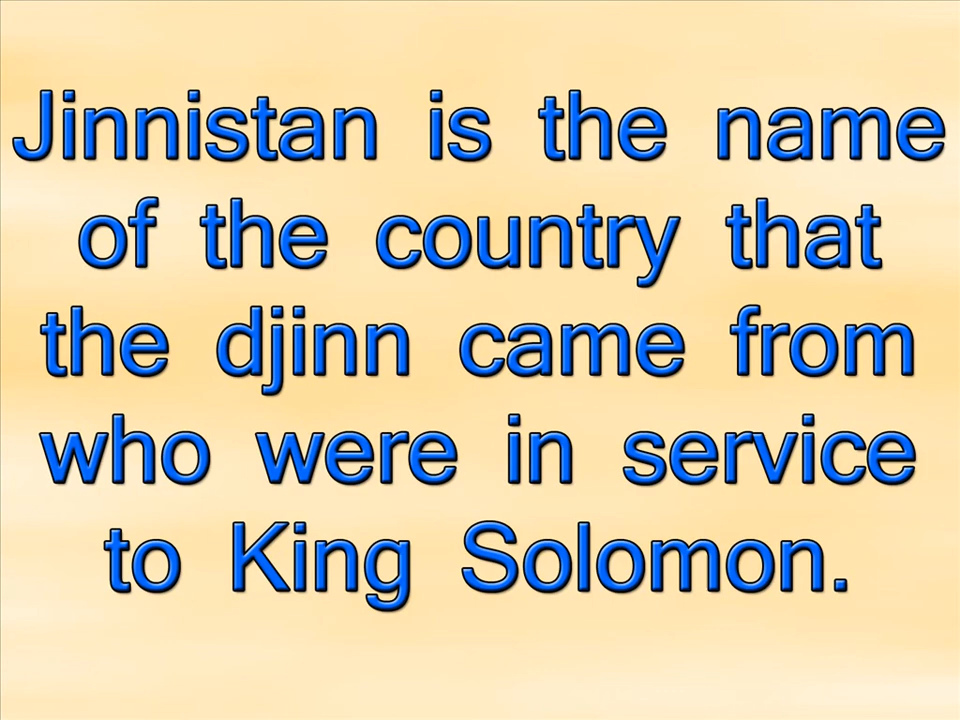 Jinnistan is the name
of the country that
the djinn came from
who were in service
to King Solomon.